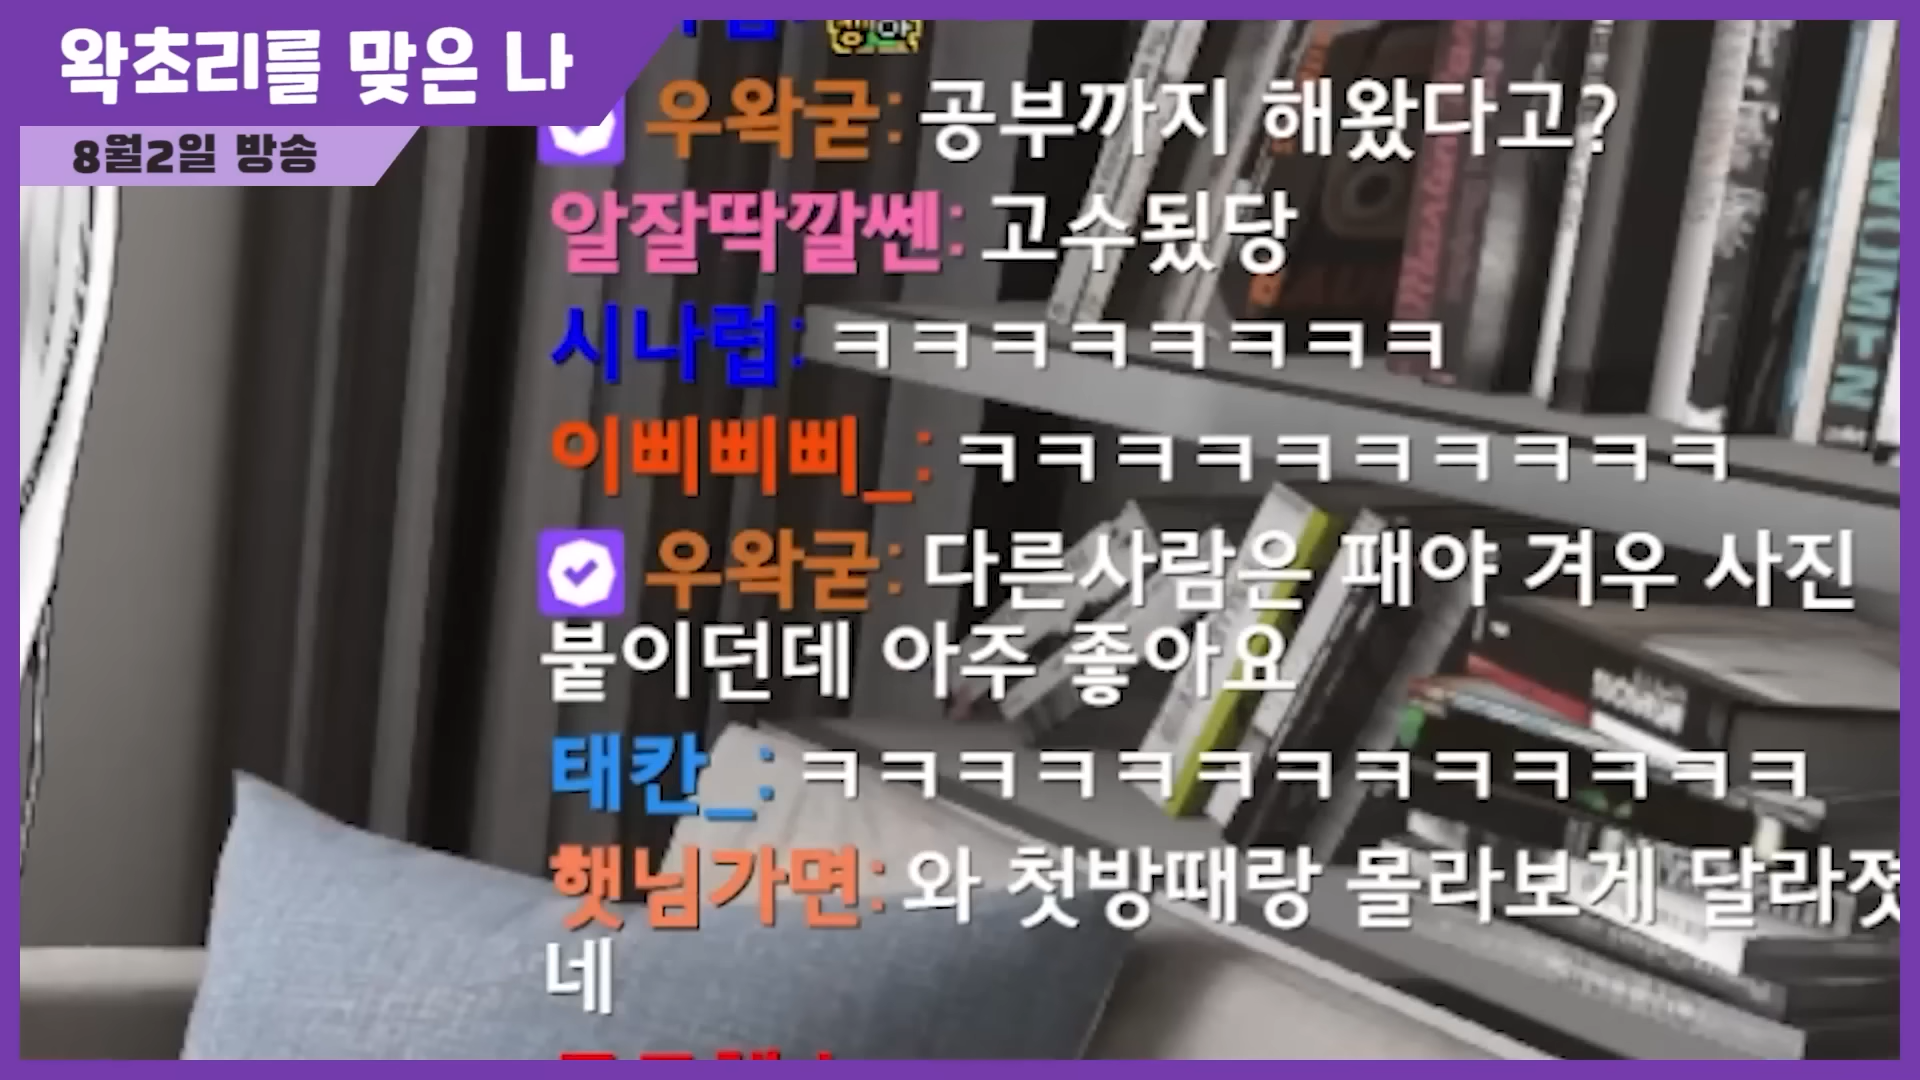 왁초리를 맞은 나
8월2일 방송
우왁굳: 공부까지 해왔다고?
알잘딱깔쎈: 고수됬당
시나럽: ㅋㅋㅋㅋㅋㅋㅋㅋ
이삐삐삐_: ㅋㅋㅋㅋㅋㅋㅋㅋㅋㅋ
우왁굳: 다른사람은 패야 겨우 사진
붙이던데 아주 좋아요
태칸_: ㅋㅋㅋㅋㅋㅋㅋㅋㅋㅋㅋㅋㅋ
햇님가면: 와 첫방때랑 몰라보게 달라졋
네
WOMEN